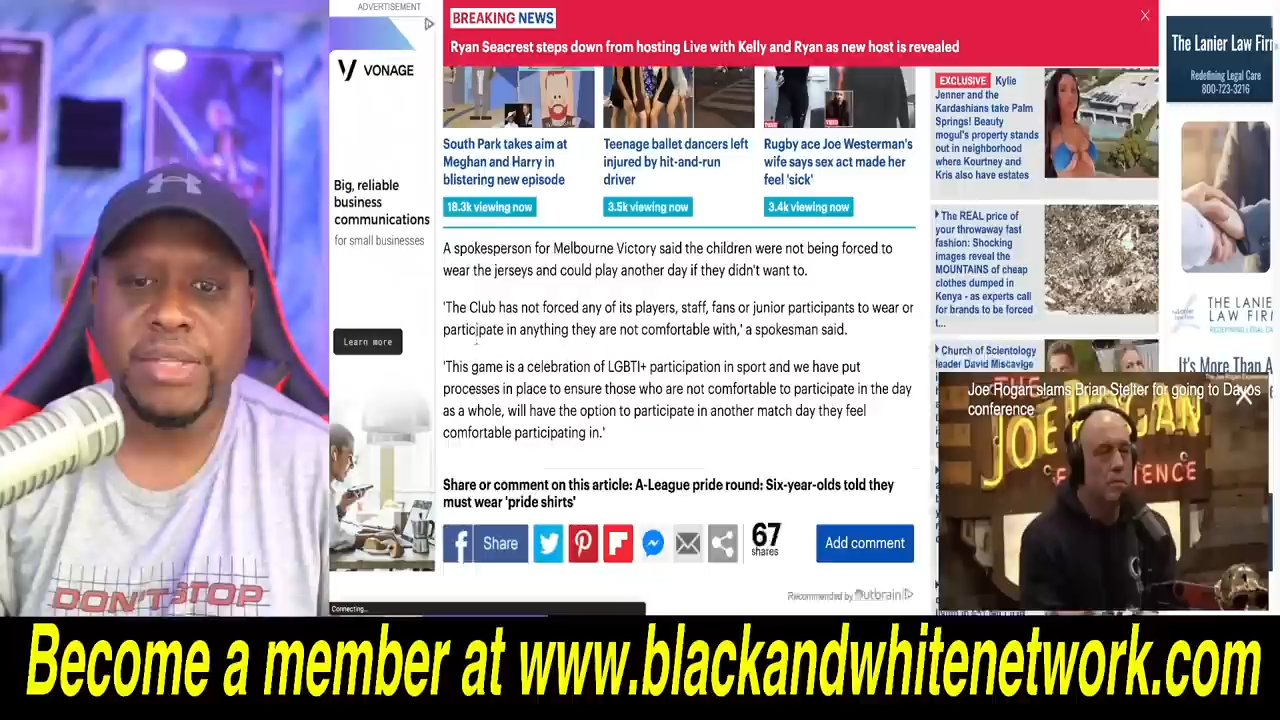 ADVERTISEMENT
VONAGE
Big, reliable
business
communications
for small businesses
Learn more
DON'T STOP
BREAKING NEWS
Ryan Seacrest steps down from hosting Live with Kelly and Ryan as new host is revealed
South Park takes aim at
Meghan and Harry in
blistering new episode
18.3k viewing now
Teenage ballet dancers left
injured by hit-and-run
driver
3.5k viewing now
Rugby ace Joe Westerman's
wife says sex act made her
feel 'sick'
3.4k viewing now
A spokesperson for Melbourne Victory said the children were not being forced to
wear the jerseys and could play another day if they didn't want to.
'The Club has not forced any of its players, staff, fans or junior participants to wear or
participate in anything they are not comfortable with,' a spokesman said.
'This game is a celebration of LGBTI+ participation in sport and we have put
processes in place to ensure those who are not comfortable to participate in the day
as a whole, will have the option to participate in another match day they feel
comfortable participating in.'
Share or comment on this article: A-League pride round: Six-year-olds told they
must wear 'pride shirts'
Share
67
shares
Add comment
Recommended by Outbrain
Connecting...
EXCLUSIVE Kylie
Jenner and the
Kardashians take Palm
Springs! Beauty
mogul's property stands
out in neighborhood
where Kourtney and
Kris also have estates
The REAL price of
your throwaway fast
fashion: Shocking
images reveal the
MOUNTAINS of cheap
clothes dumped in
Kenya - as experts call
for brands to be forced
t...
Church of Scientology
leader David Miscavige
Joe Rogan slams Brian Stelter for going to Davos
conference
THE
JOE ROGAN
The Lanier Law Firm
Redefining Legal Care
800-723-3216
THE LANIER
LAW FIRM
It's More Than A
Become a member at www.blackandwhitenetwork.com